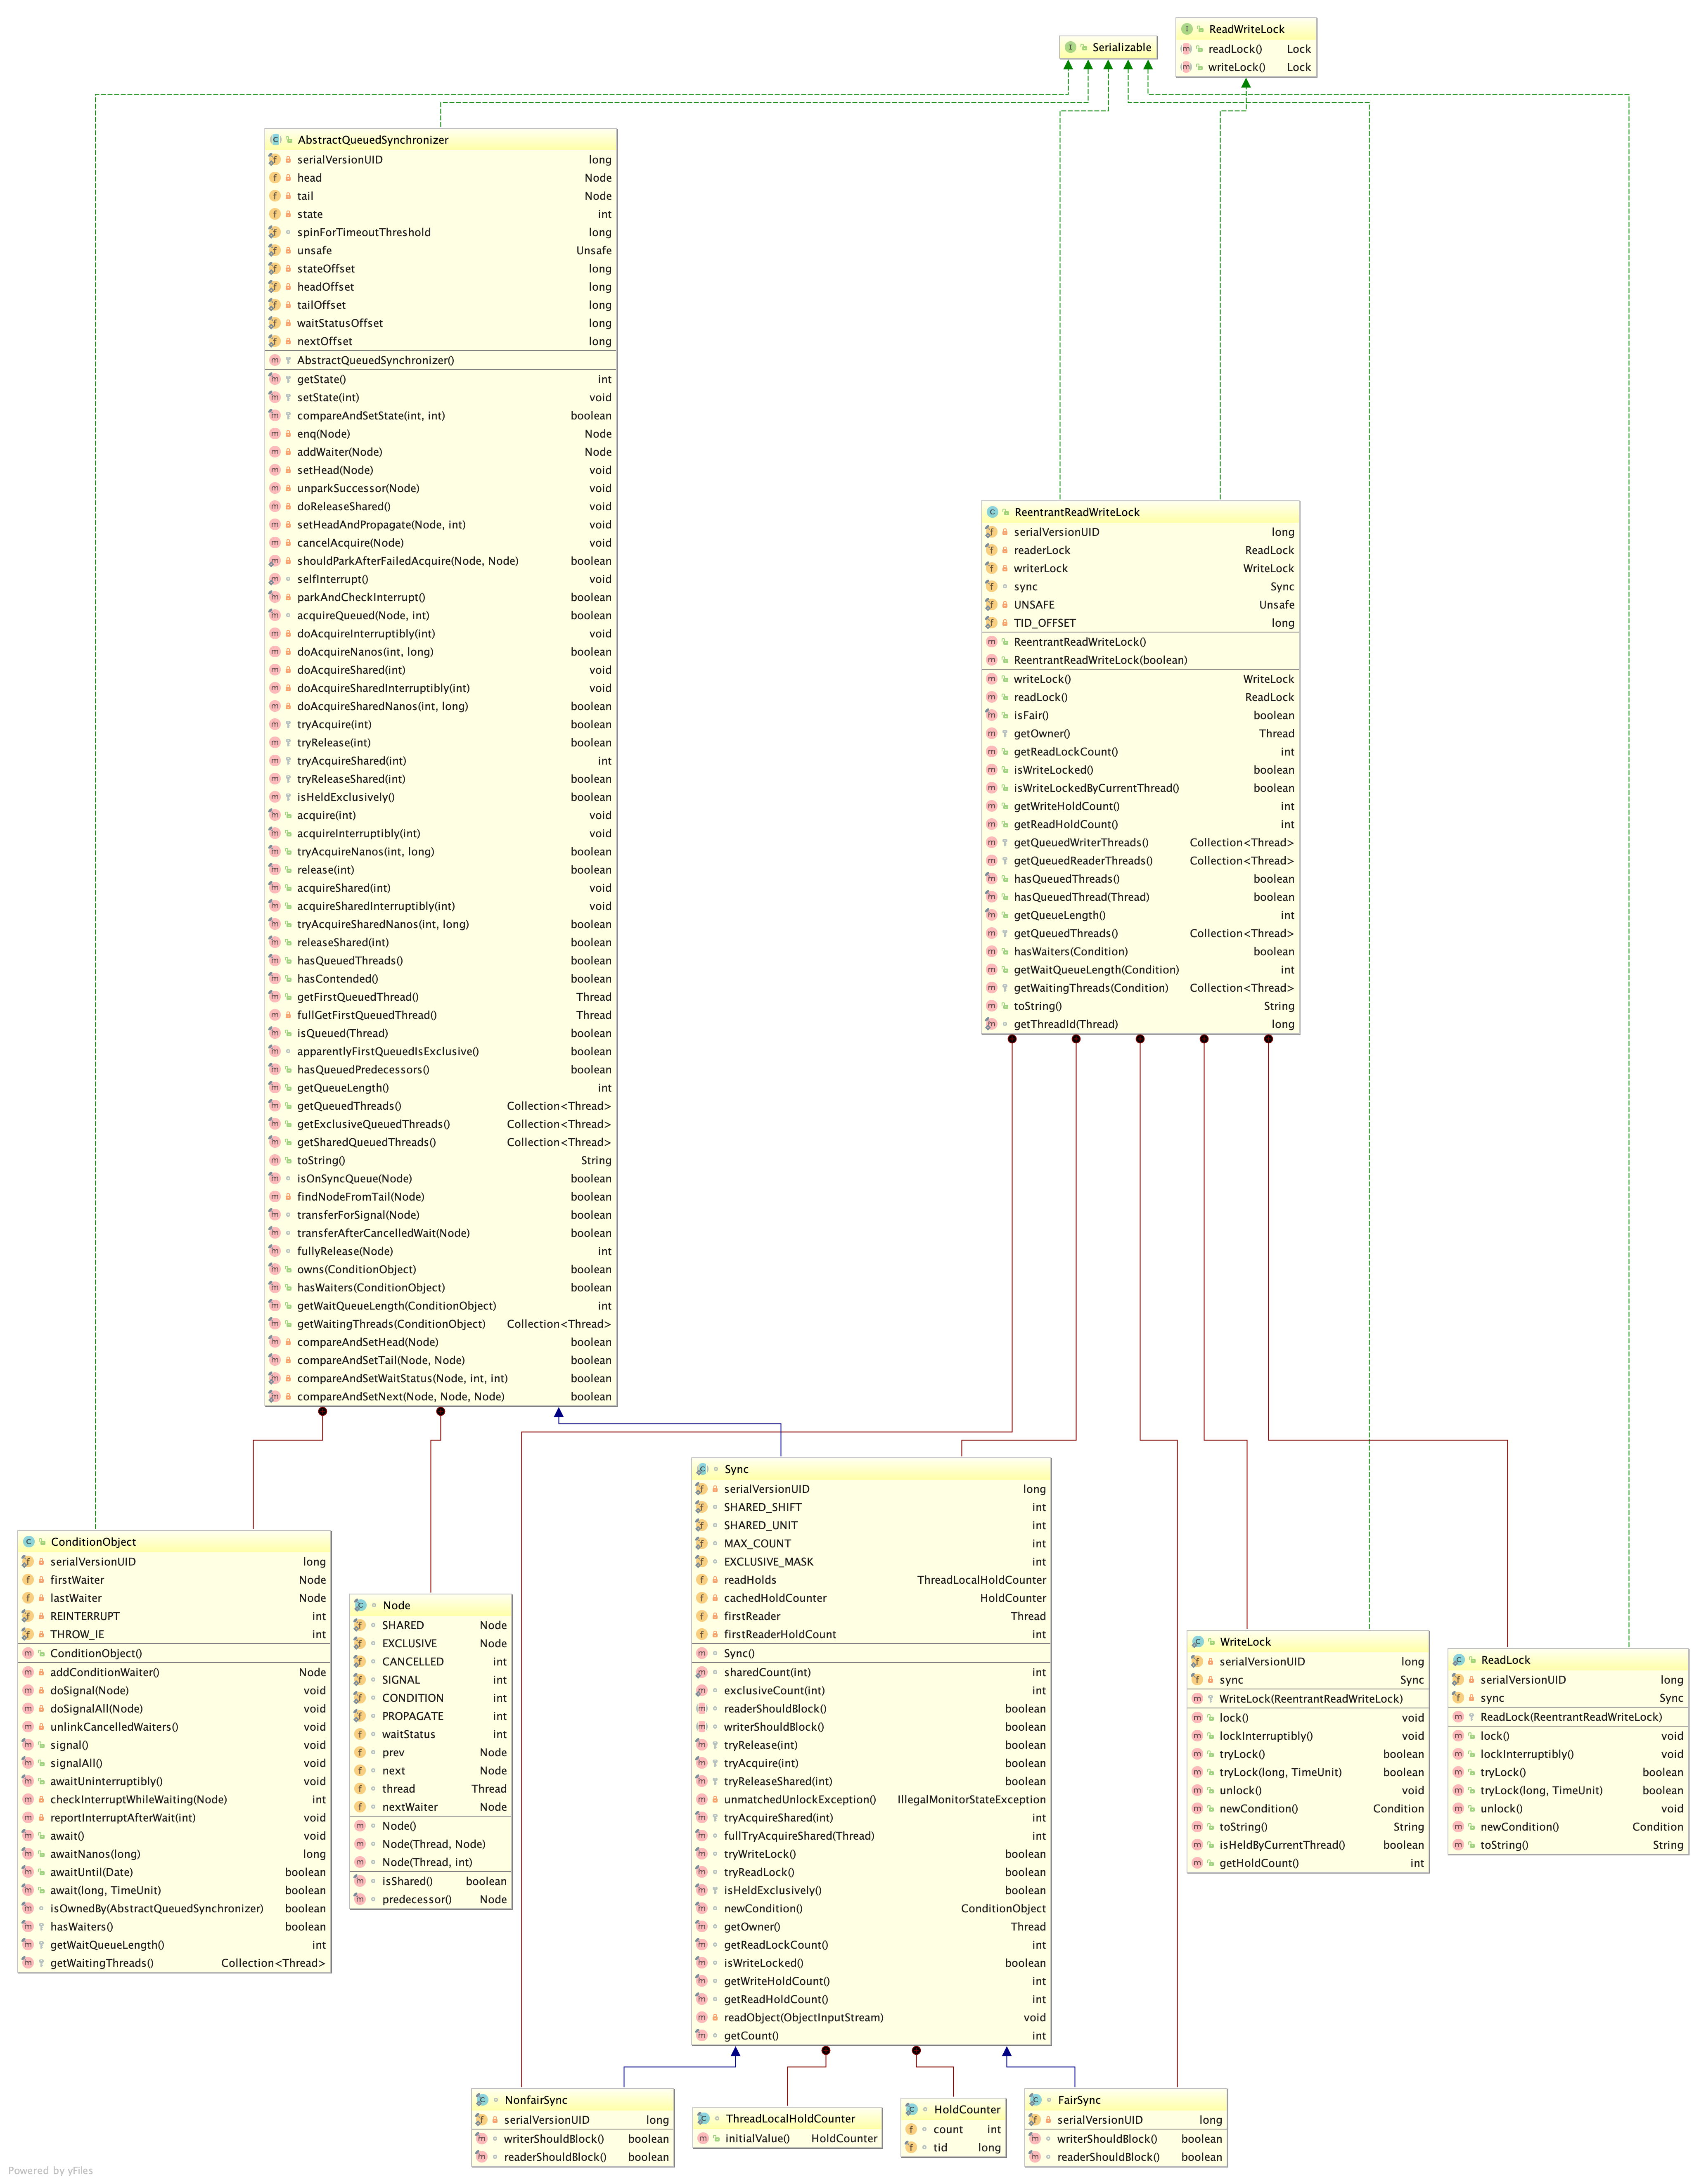 Serializable
ReadWriteLock
readLock() Lock
writeLock() Lock
AbstractQueuedSynchronizer
serialVersionUID long
head Node
tail Node
state int
spinForTimeoutThreshold long
unsafe Unsafe
stateOffset long
headOffset long
tailOffset long
waitStatusOffset long
nextOffset long
AbstractQueuedSynchronizer()
getState() int
setState(int) void
compareAndSetState(int, int) boolean
enq(Node) Node
addWaiter(Node) Node
setHead(Node) void
unparkSuccessor(Node) void
doReleaseShared() void
setHeadAndPropagate(Node, int) void
cancelAcquire(Node) void
shouldParkAfterFailedAcquire(Node, Node) boolean
selfInterrupt() void
parkAndCheckInterrupt() boolean
acquireQueued(Node, int) boolean
doAcquireInterruptibly(int) void
doAcquireNanos(int, long) boolean
doAcquireShared(int) void
doAcquireSharedInterruptibly(int) void
doAcquireSharedNanos(int, long) boolean
tryAcquire(int) boolean
tryRelease(int) boolean
tryAcquireShared(int) int
tryReleaseShared(int) boolean
isHeldExclusively() boolean
acquire(int) void
acquireInterruptibly(int) void
tryAcquireNanos(int, long) boolean
release(int) boolean
acquireShared(int) void
acquireSharedInterruptibly(int) void
tryAcquireSharedNanos(int, long) boolean
releaseShared(int) boolean
hasQueuedThreads() boolean
hasContended() boolean
getFirstQueuedThread() Thread
fullGetFirstQueuedThread() Thread
isQueued(Thread) boolean
apparentlyFirstQueuedIsExclusive() boolean
hasQueuedPredecessors() boolean
getQueueLength() int
getQueuedThreads() Collection<Thread>
getExclusiveQueuedThreads() Collection<Thread>
getSharedQueuedThreads() Collection<Thread>
toString() String
isOnSyncQueue(Node) boolean
findNodeFromTail(Node) boolean
transferForSignal(Node) boolean
transferAfterCancelledWait(Node) boolean
fullyRelease(Node) int
owns(ConditionObject) boolean
hasWaiters(ConditionObject) boolean
getWaitQueueLength(ConditionObject) int
getWaitingThreads(ConditionObject) Collection<Thread>
compareAndSetHead(Node) boolean
compareAndSetTail(Node, Node) boolean
compareAndSetWaitStatus(Node, int, int) boolean
compareAndSetNext(Node, Node, Node) boolean
ReentrantReadWriteLock
serialVersionUID long
readerLock ReadLock
writerLock WriteLock
sync Sync
UNSAFE Unsafe
TID_OFFSET long
ReentrantReadWriteLock()
ReentrantReadWriteLock(boolean)
writeLock() WriteLock
readLock() ReadLock
isFair() boolean
getOwner() Thread
getReadLockCount() int
isWriteLocked() boolean
isWriteLockedByCurrentThread() boolean
getWriteHoldCount() int
getReadHoldCount() int
getQueuedWriterThreads() Collection<Thread>
getQueuedReaderThreads() Collection<Thread>
hasQueuedThreads() boolean
hasQueuedThread(Thread) boolean
getQueueLength() int
getQueuedThreads() Collection<Thread>
hasWaiters(Condition) boolean
getWaitQueueLength(Condition) int
getWaitingThreads(Condition) Collection<Thread>
toString() String
getThreadId(Thread) long
ConditionObject
serialVersionUID long
firstWaiter Node
lastWaiter Node
REINTERRUPT int
THROW_IE int
ConditionObject()
addConditionWaiter() Node
doSignal(Node) void
doSignalAll(Node) void
unlinkCancelledWaiters() void
signal() void
signalAll() void
awaitUninterruptibly() void
checkInterruptWhileWaiting(Node) int
reportInterruptAfterWait(int) void
await() void
awaitNanos(long) long
awaitUntil(Date) boolean
await(long, TimeUnit) boolean
isOwnedBy(AbstractQueuedSynchronizer) boolean
hasWaiters() boolean
getWaitQueueLength() int
getWaitingThreads() Collection<Thread>
Node
SHARED Node
EXCLUSIVE Node
CANCELLED int
SIGNAL int
CONDITION int
PROPAGATE int
waitStatus int
prev Node
next Node
thread Thread
nextWaiter Node
Node()
Node(Thread, Node)
Node(Thread, int)
isShared() boolean
predecessor() Node
Sync
serialVersionUID long
SHARED_SHIFT int
SHARED_UNIT int
MAX_COUNT int
EXCLUSIVE_MASK int
readHolds ThreadLocalHoldCounter
cachedHoldCounter HoldCounter
firstReader Thread
firstReaderHoldCount int
Sync()
sharedCount(int) int
exclusiveCount(int) int
readerShouldBlock() boolean
writerShouldBlock() boolean
tryRelease(int) boolean
tryAcquire(int) boolean
tryReleaseShared(int) boolean
unmatchedUnlockException() IllegalMonitorStateException
tryAcquireShared(int) int
fullTryAcquireShared(Thread) int
tryWriteLock() boolean
tryReadLock() boolean
isHeldExclusively() boolean
newCondition() ConditionObject
getOwner() Thread
getReadLockCount() int
isWriteLocked() boolean
getWriteHoldCount() int
getReadHoldCount() int
readObject(ObjectInputStream) void
getCount() int
WriteLock
serialVersionUID long
sync Sync
WriteLock(ReentrantReadWriteLock)
lock() void
lockInterruptibly() void
tryLock() boolean
tryLock(long, TimeUnit) boolean
unlock() void
newCondition() Condition
toString() String
isHeldByCurrentThread() boolean
getHoldCount() int
ReadLock
serialVersionUID long
sync Sync
ReadLock(ReentrantReadWriteLock)
lock() void
lockInterruptibly() void
tryLock() boolean
tryLock(long, TimeUnit) boolean
unlock() void
newCondition() Condition
toString() String
NonfairSync
serialVersionUID long
writerShouldBlock() boolean
readerShouldBlock() boolean
ThreadLocalHoldCounter
initialValue() HoldCounter
HoldCounter
count int
tid long
FairSync
serialVersionUID long
writerShouldBlock() boolean
readerShouldBlock() boolean
Powered by yFiles